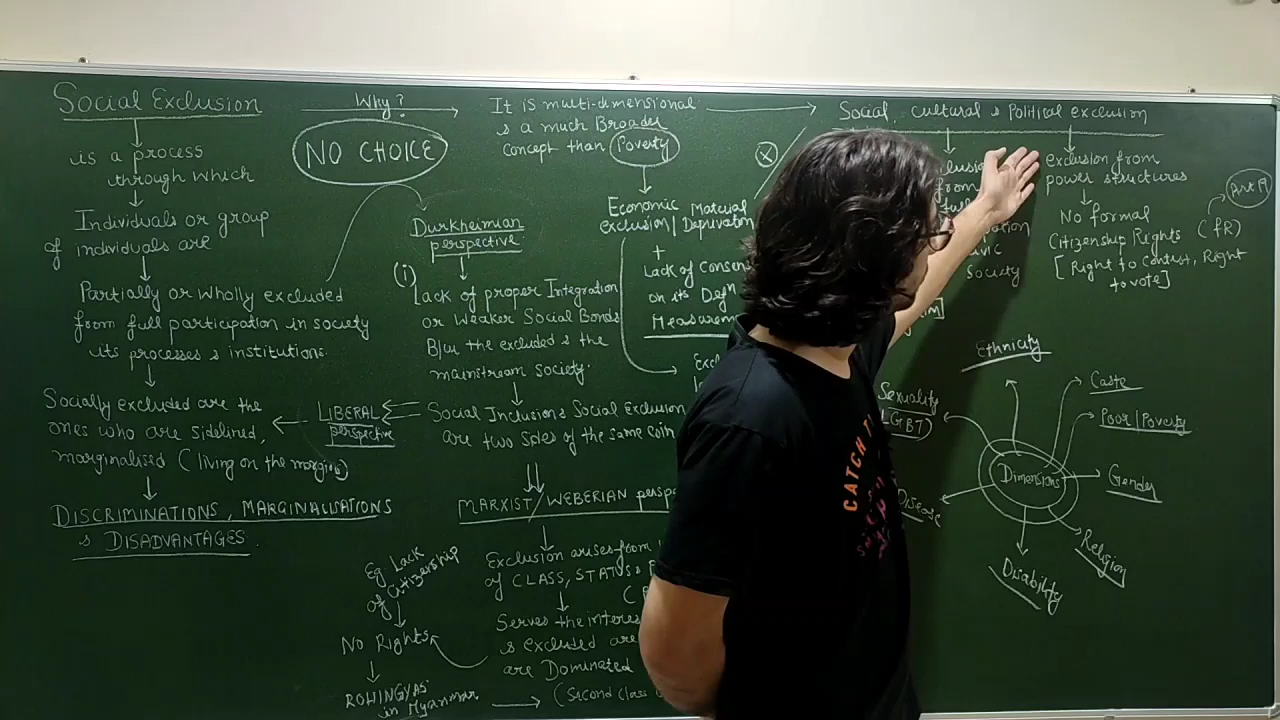 Social Exclusion
is a process
through which
Individuals or group
of individuals are
Partially or Wholly excluded
from full participation in society
its processes & institutions.
Socially excluded are the
ones who are sidelined,
marginalised (living on the margins)
DISCRIMINATIONS, MARGINALISATIONS
& DISADVANTAGES.
Why?
NO CHOICE
It is multi-dimensional
& a much Broader
concept than Poverty
Durkheimian
perspective
(i)
Lack of proper Integration
or Weaker Social Bonds
B/w the excluded & the
mainstream society.
Social Inclusion & Social Exclusion
are two sides of the same coin
LIBERAL
perspective
MARXIST/WEBERIAN
Exclusion arises from
of CLASS, STATUS &
Serves the
is excluded are
are Dominated
(Second Class
Eg Lack
of Citizenship
No Rights
ROHINGYAS
in Myanmar
Economic Material
exclusion/ Deprivation
+
Lack of
on its Defn
X
Social, cultural & Political exclusion
from
Society
exclusion from
power structures
No formal
Citizenship Rights (FR)
[Right to Contest, Right
to vote]
Art 19
Ethnicity
Caste
Poor/Poverty
Gender
Religion
Disability
Disease
Sexuality
LGBT)
Dimensions
CATCH